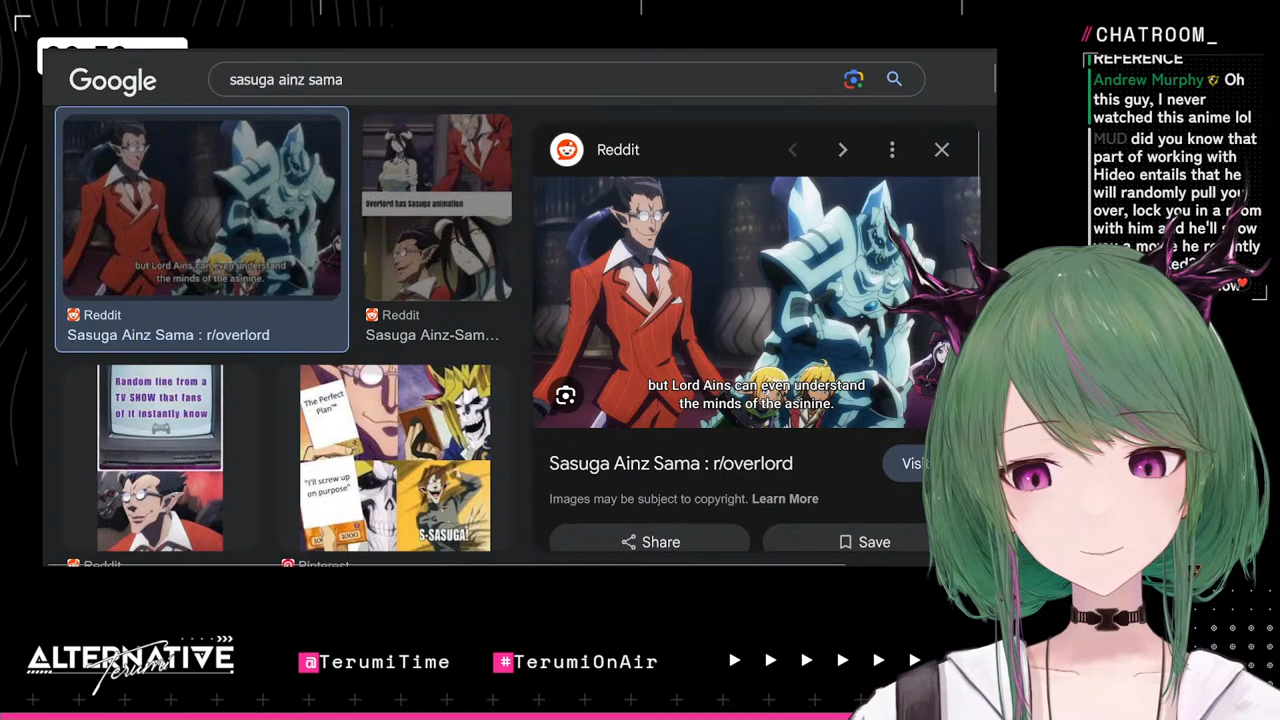 //CHATROOM_
REFERENCE
Andrew Murphy Oh
this guy, I never
watched this anime lol
MUD did you know that
part of working with
Hideo entails that he
will randomly pull you
over, lock you in a room
with him and he'll show
Google
sasuga ainz sama
but Lord Ains can even understand
the minds of the asinine.
Reddit
Sasuga Ainz Sama : r/overlord
Overlord has Sasuga animation
Reddit
Sasuga Ainz-Sam...
Random line from a
TV SHOW that fans
of it instantly know
The Perfect
Plan™
"I'll screw up
on purpose"
S-SASUGA!
Reddit
Pinterest
Reddit
but Lord Ains can even understand
the minds of the asinine.
Sasuga Ainz Sama : r/overlord
Visi
Images may be subject to copyright. Learn More
Share
Save
ALTERNATIVE
Terumi
@TerumiTime
#TerumiOnAir